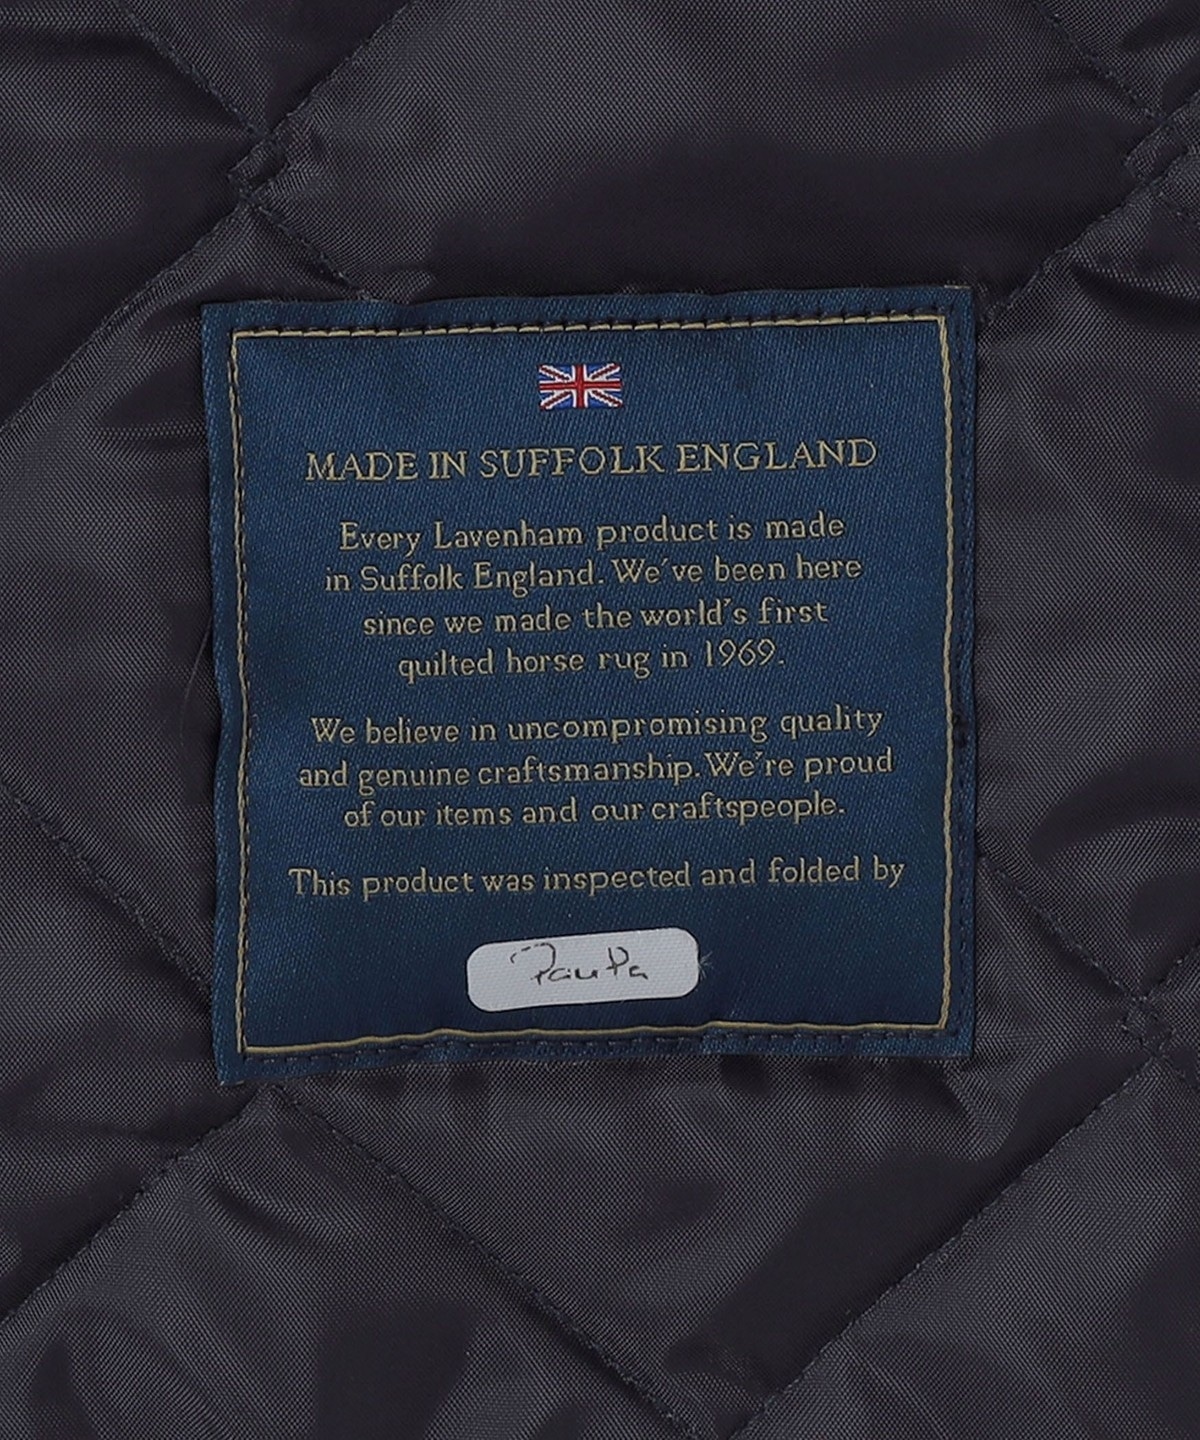 MADE IN SUFFOLK ENGLAND
Every Lavenham product is made
in Suffolk England. We've been here
since we made the world's first
quilted horse rug in 1969.
We believe in uncompromising quality
and genuine craftsmanship. We're proud
of our items and our craftspeople.
This product was inspected and folded by